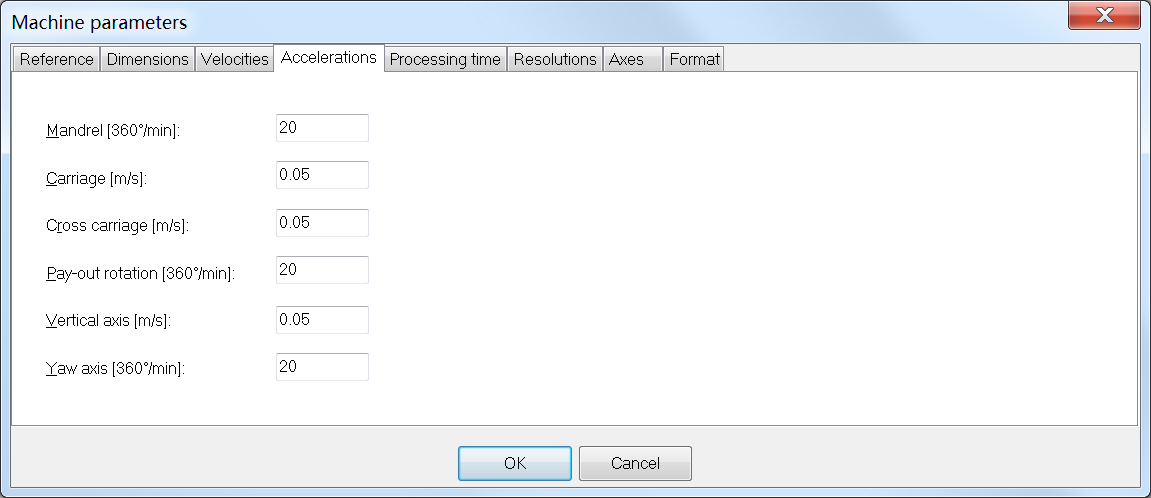 Machine parameters
Reference Dimensions Velocities Accelerations Processing time Resolutions Axes Format
Mandrel [360°/min]: 20
Carriage [m/s]: 0.05
Cross carriage [m/s]: 0.05
Pay-out rotation [360°/min]: 20
Vertical axis [m/s]: 0.05
Yaw axis [360°/min]: 20
OK Cancel